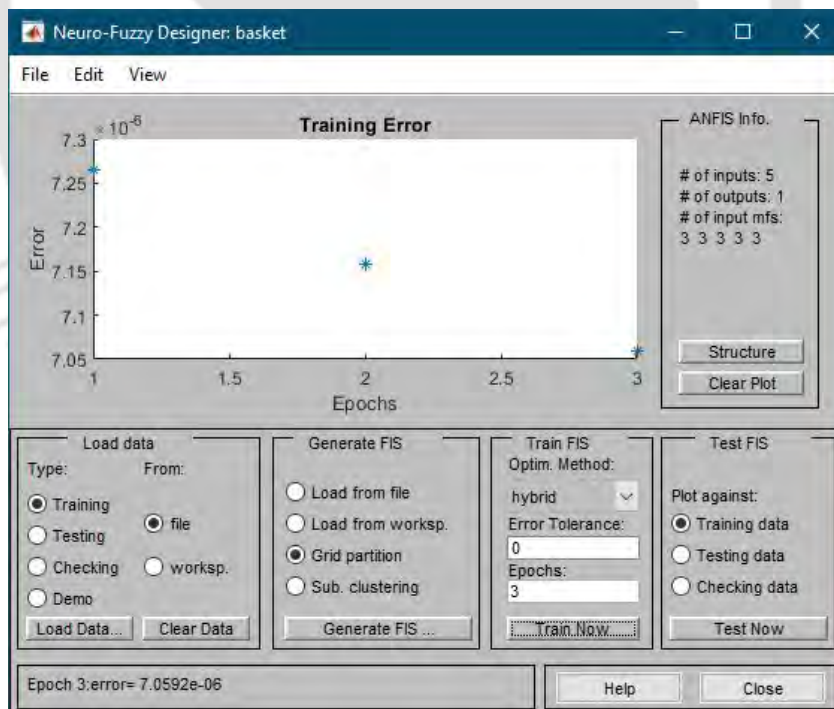 Neuro-Fuzzy Designer: basket
File Edit View
Training Error
× 10-6
7.3
7.25
7.2
7.15
7.1
7.05
Error
1 1.5 2 2.5 3
Epochs
ANFIS Info.
# of inputs: 5
# of outputs: 1
# of input mfs:
3 3 3 3 3
Structure
Clear Plot
Load data
Type: From:
Training
Testing
Checking
Demo
file
worksp.
Load Data... Clear Data
Generate FIS
Load from file
Load from worksp.
Grid partition
Sub. clustering
Generate FIS ...
Train FIS
Optim. Method:
hybrid
Error Tolerance:
0
Epochs:
3
Train Now
Test FIS
Plot against:
Training data
Testing data
Checking data
Test Now
Epoch 3:error= 7.0592e-06
Help Close